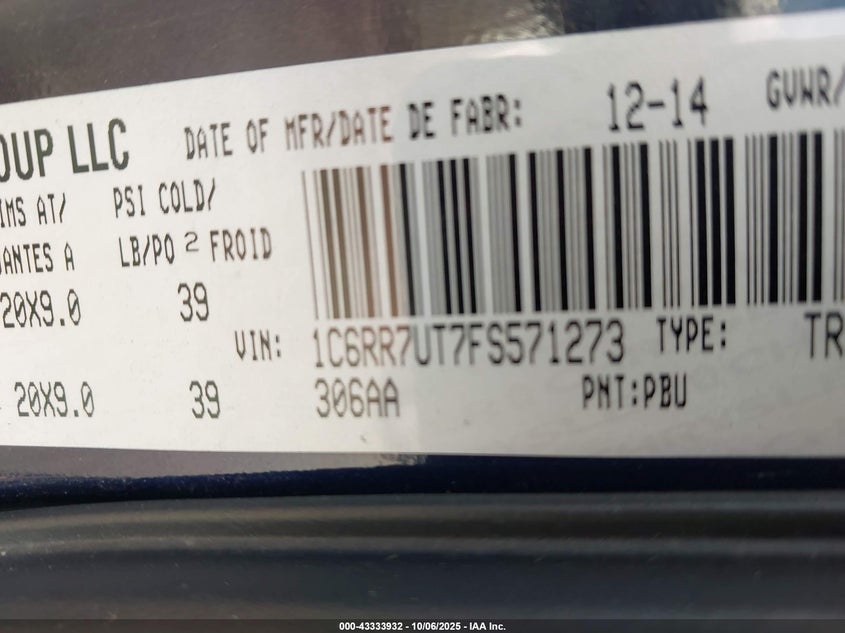 OUP LLC DATE OF MFR/DATE DE FABR: 12-14 GVWR/
IMS AT/ PSI COLD/
JANTES A LB/PO 2 FROID
20X9.0 39
VIN: 1C6RR7UT7FS571273 TYPE: TR
20X9.0 39 306AA PNT:PBU
000-43333932 - 10/06/2025 - IAA Inc.